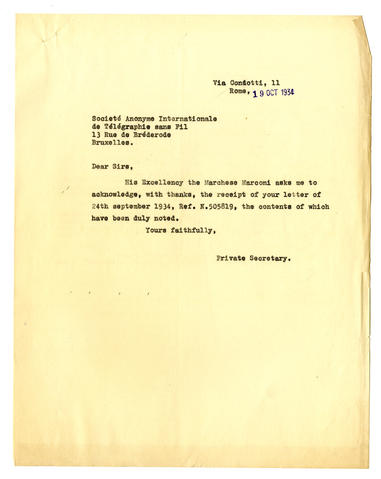 Via Condotti, 11
Rome, 19 OCT 1934
Societé Anonyme Internationale
de Télégraphie sans Fil
13 Rue de Bréderode
Bruxelles.
Dear Sirs,
His Excellency the Marchese Marconi asks me to
acknowledge, with thanks, the receipt of your letter of
24th september 1934, Ref. N.505819, the contents of which
have been duly noted.
Yours faithfully,
Private Secretary.